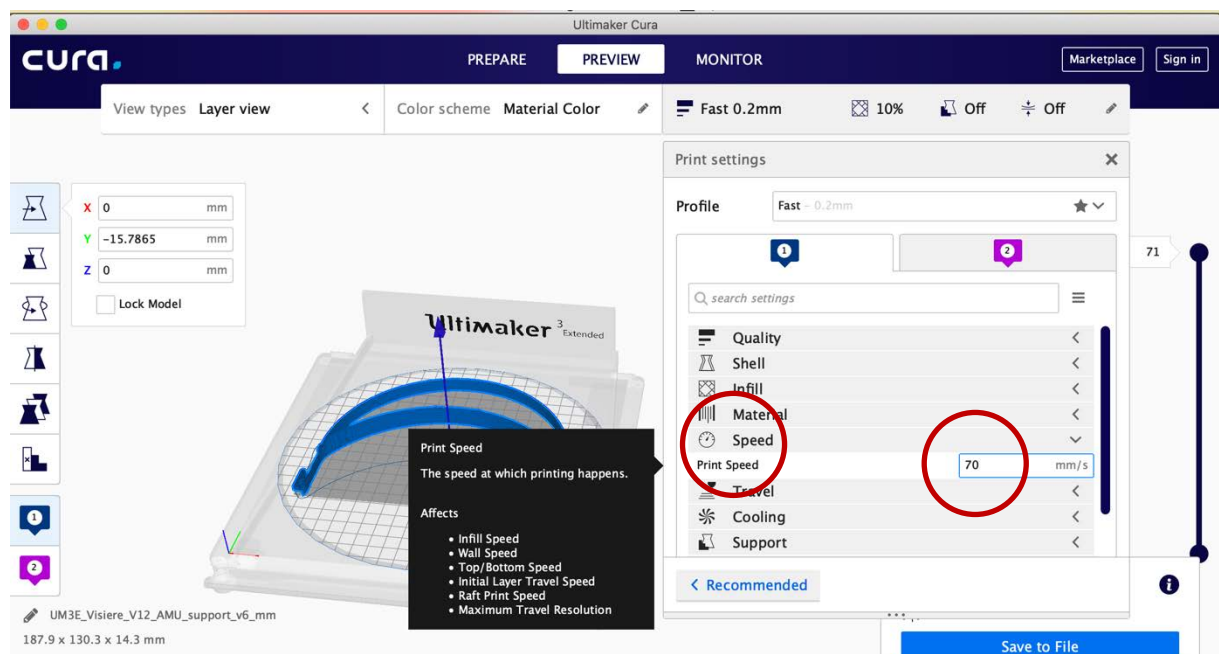 Ultimaker Cura
cura.
PREPARE
PREVIEW
MONITOR
Marketplace
Sign in
View types Layer view
Color scheme Material Color
Fast 0.2mm
10%
Off
Off
Print settings
Profile
Fast - 0.2mm
X 0 mm
Y -15.7865 mm
Z 0 mm
Lock Model
1
2
71
search settings
Ultimaker 3 Extended
Quality
Shell
Infill
Material
Speed
Print Speed 70 mm/s
Travel
Cooling
Support
Print Speed
The speed at which printing happens.
Affects
• Infill Speed
• Wall Speed
• Top/Bottom Speed
• Initial Layer Travel Speed
• Raft Print Speed
• Maximum Travel Resolution
1
2
Recommended
UM3E_Visiere_V12_AMU_support_v6_mm
187.9 x 130.3 x 14.3 mm
Save to File